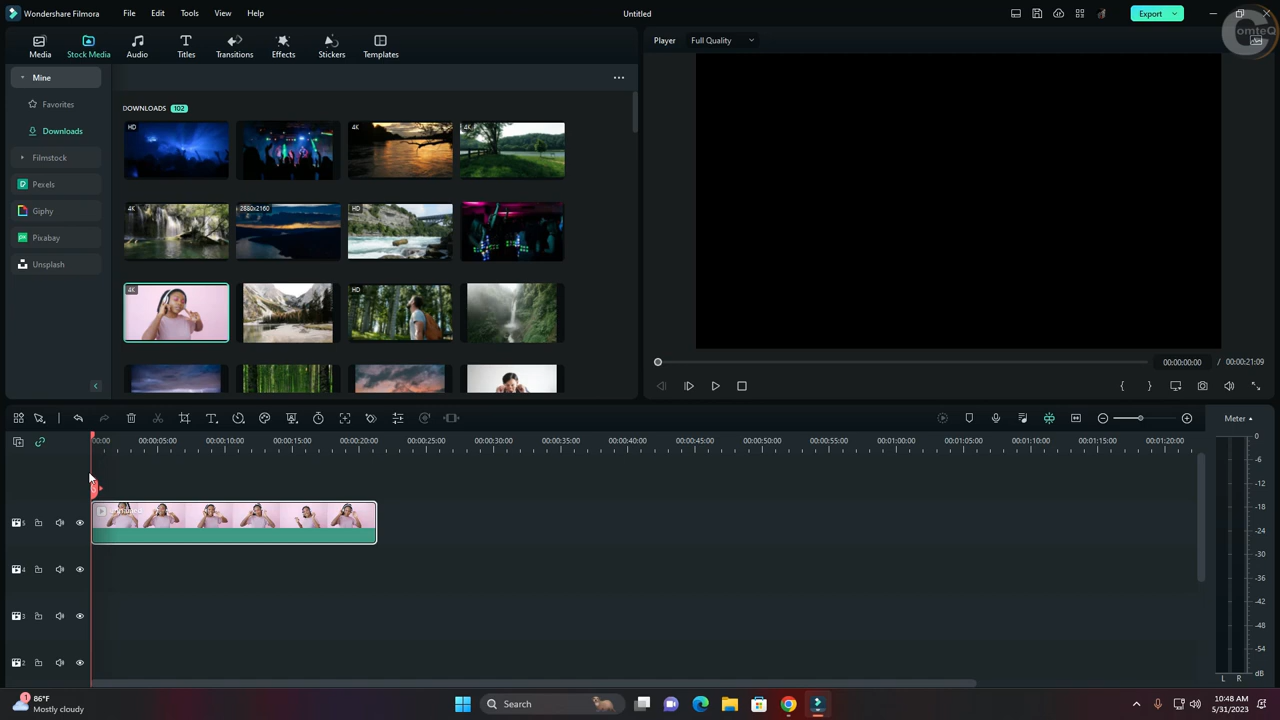 Wondershare Filmora File Edit Tools View Help Untitled Export
Media Stock Media Audio Titles Transitions Effects Stickers Templates
Player Full Quality
ComteQ
Mine
Favorites
Downloads
Filmstock
Pexels
Giphy
Pixabay
Unsplash
DOWNLOADS 102
HD 4K 4K
4K 2880x2160 HD
4K HD
00:00:00:00 / 00:00:21:09
Meter
00:00 00:00:05:00 00:00:10:00 00:00:15:00 00:00:20:00 00:00:25:00 00:00:30:00 00:00:35:00 00:00:40:00 00:00:45:00 00:00:50:00 00:00:55:00 00:01:00:00 00:01:05:00 00:01:10:00 00:01:15:00 00:01:20:00
0
-6
-12
-18
-24
-30
-36
-42
-48
-54
dB
L R
5
4
3
2
1
86°F
Mostly cloudy
Search
10:48 AM
5/31/2023